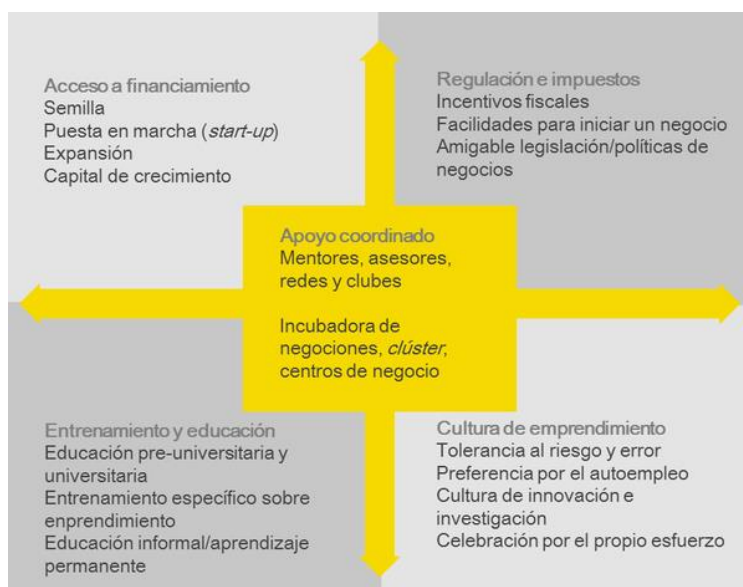 Acceso a financiamiento
Semilla
Puesta en marcha (start-up)
Expansión
Capital de crecimiento
Regulación e impuestos
Incentivos fiscales
Facilidades para iniciar un negocio
Amigable legislación/políticas de
negocios
Apoyo coordinado
Mentores, asesores,
redes y clubes
Incubadora de
negociones, clúster,
centros de negocio
Entrenamiento y educación
Educación pre-universitaria y
universitaria
Entrenamiento específico sobre
enprendimiento
Educación informal/aprendizaje
permanente
Cultura de emprendimiento
Tolerancia al riesgo y error
Preferencia por el autoempleo
Cultura de innovación e
investigación
Celebración por el propio esfuerzo